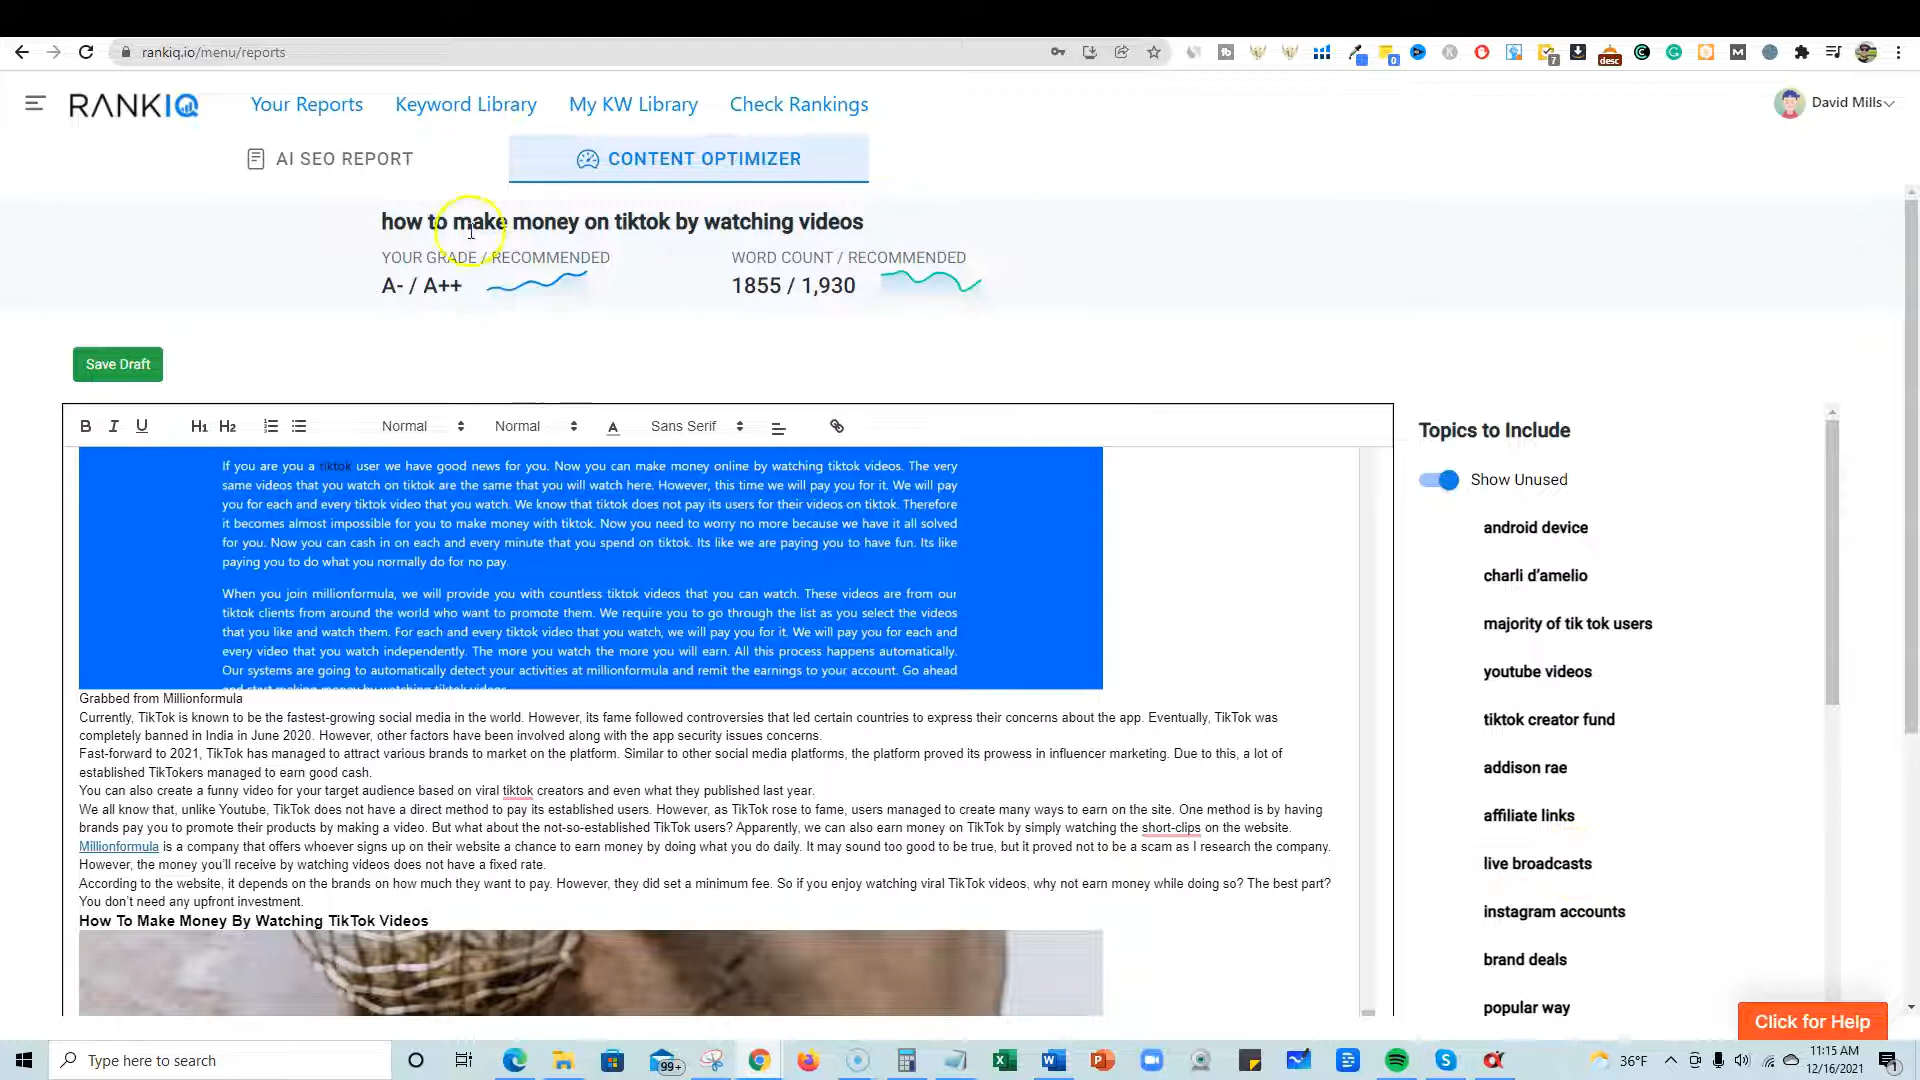 rankiq.io/menu/reports
RANKIQ
Your Reports
Keyword Library
My KW Library
Check Rankings
David Mills
AI SEO REPORT
CONTENT OPTIMIZER
how to make money on tiktok by watching videos
YOUR GRADE / RECOMMENDED
WORD COUNT / RECOMMENDED
A- / A++
1855 / 1,930
Save Draft
B I U H1 H2 Normal Normal A Sans Serif
If you are you a tiktok user we have good news for you. Now you can make money online by watching tiktok videos. The very
same videos that you watch on tiktok are the same that you will watch here. However, this time we will pay you for it. We will pay
you for each and every tiktok video that you watch. We know that tiktok does not pay its users for their videos on tiktok. Therefore
it becomes almost impossible for you to make money with tiktok. Now you need to worry no more because we have it all solved
for you. Now you can cash in on each and every minute that you spend on tiktok. Its like we are paying you to have fun. Its like
paying you to do what you normally do for no pay.
When you join millionformula, we will provide you with countless tiktok videos that you can watch. These videos are from our
tiktok clients from around the world who want to promote them. We require you to go through the list as you select the videos
that you like and watch them. For each and every tiktok video that you watch, we will pay you for it. We will pay you for each and
every video that you watch independently. The more you watch the more you will earn. All this process happens automatically.
Our systems are going to automatically detect your activities at millionformula and remit the earnings to your account. Go ahead
and start making money by watching tiktok videos.
Grabbed from Millionformula
Currently, TikTok is known to be the fastest-growing social media in the world. However, its fame followed controversies that led certain countries to express their concerns about the app. Eventually, TikTok was
completely banned in India in June 2020. However, other factors have been involved along with the app security issues concerns.
Fast-forward to 2021, TikTok has managed to attract various brands to market on the platform. Similar to other social media platforms, the platform proved its prowess in influencer marketing. Due to this, a lot of
established TikTokers managed to earn good cash.
You can also create a funny video for your target audience based on viral tiktok creators and even what they published last year.
We all know that, unlike Youtube, TikTok does not have a direct method to pay its established users. However, as TikTok rose to fame, users managed to create many ways to earn on the site. One method is by having
brands pay you to promote their products by making a video. But what about the not-so-established TikTok users? Apparently, we can also earn money on TikTok by simply watching the short-clips on the website.
Millionformula is a company that offers whoever signs up on their website a chance to earn money by doing what you do daily. It may sound too good to be true, but it proved not to be a scam as I research the company.
However, the money you'll receive by watching videos does not have a fixed rate.
According to the website, it depends on the brands on how much they want to pay. However, they did set a minimum fee. So if you enjoy watching viral TikTok videos, why not earn money while doing so? The best part?
You don't need any upfront investment.
How To Make Money By Watching TikTok Videos
Topics to Include
Show Unused
android device
charli d'amelio
majority of tik tok users
youtube videos
tiktok creator fund
addison rae
affiliate links
live broadcasts
instagram accounts
brand deals
popular way
Click for Help
Type here to search
99+
36°F
11:15 AM
12/16/2021